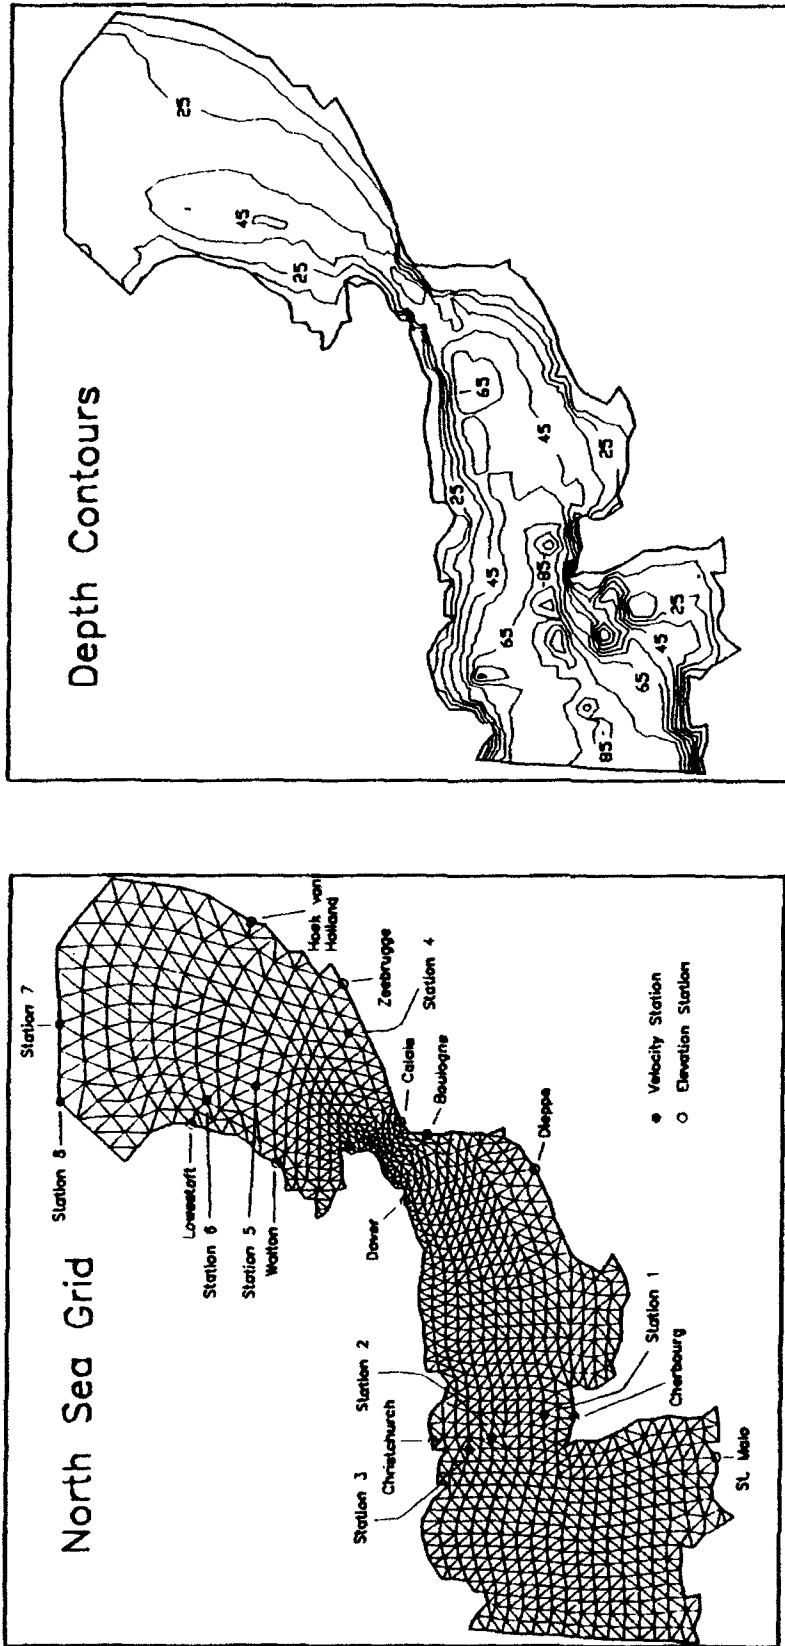 North Sea Grid
Station 8
Station 7
Lowestoft
Station 6
Station 5
Walton
Hoek van
Holland
Zeebrugge
Station 4
Calais
Boulogne
Dover
Dieppe
Station 3
Christchurch
Station 2
Station 1
Cherbourg
St. Malo
Velocity Station
Elevation Station
Depth Contours
25
45
25
65
45
25
25
45
65
85
25
45
65
85